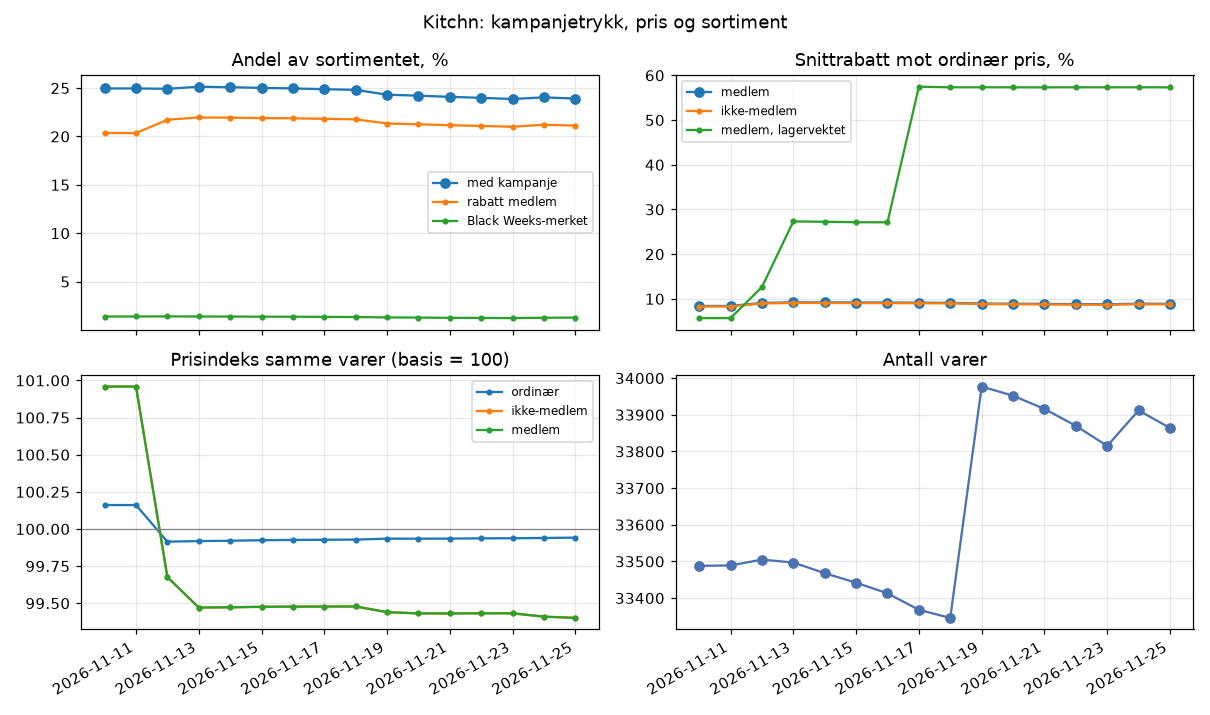 Kitchn: kampanjetrykk, pris og sortiment
Andel av sortimentet, %
25
20
15
10
5
med kampanje
rabatt medlem
Black Weeks-merket
Snittrabatt mot ordinær pris, %
60
50
40
30
20
10
medlem
ikke-medlem
medlem, lagervektet
Prisindeks samme varer (basis = 100)
101.00
100.75
100.50
100.25
100.00
99.75
99.50
ordinær
ikke-medlem
medlem
2026-11-11
2026-11-13
2026-11-15
2026-11-17
2026-11-19
2026-11-21
2026-11-23
2026-11-25
Antall varer
34000
33900
33800
33700
33600
33500
33400
2026-11-11
2026-11-13
2026-11-15
2026-11-17
2026-11-19
2026-11-21
2026-11-23
2026-11-25